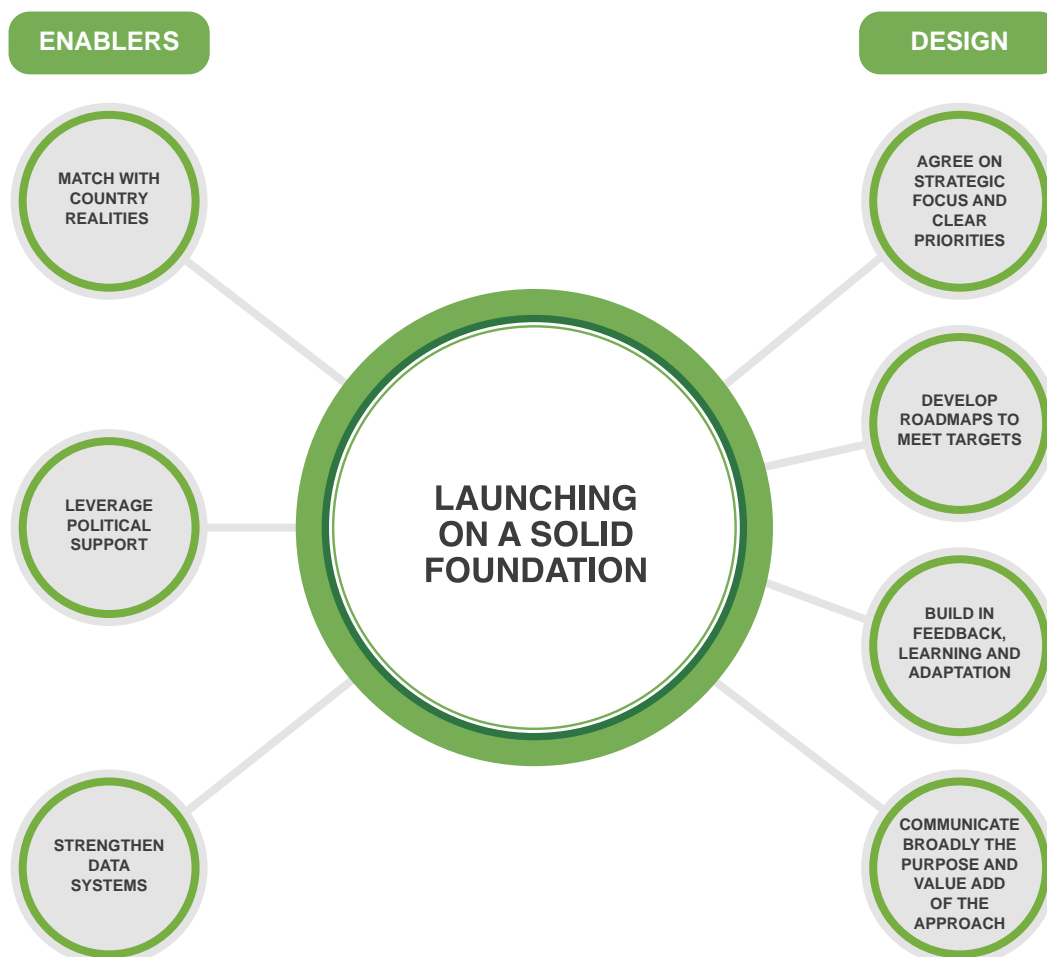 ENABLERS
MATCH WITH
COUNTRY
REALITIES
LEVERAGE
POLITICAL
SUPPORT
STRENGTHEN
DATA
SYSTEMS
LAUNCHING
ON A SOLID
FOUNDATION
DESIGN
AGREE ON
STRATEGIC
FOCUS AND
CLEAR
PRIORITIES
DEVELOP
ROADMAPS TO
MEET TARGETS
BUILD IN
FEEDBACK,
LEARNING AND
ADAPTATION
COMMUNICATE
BROADLY THE
PURPOSE AND
VALUE ADD
OF THE
APPROACH